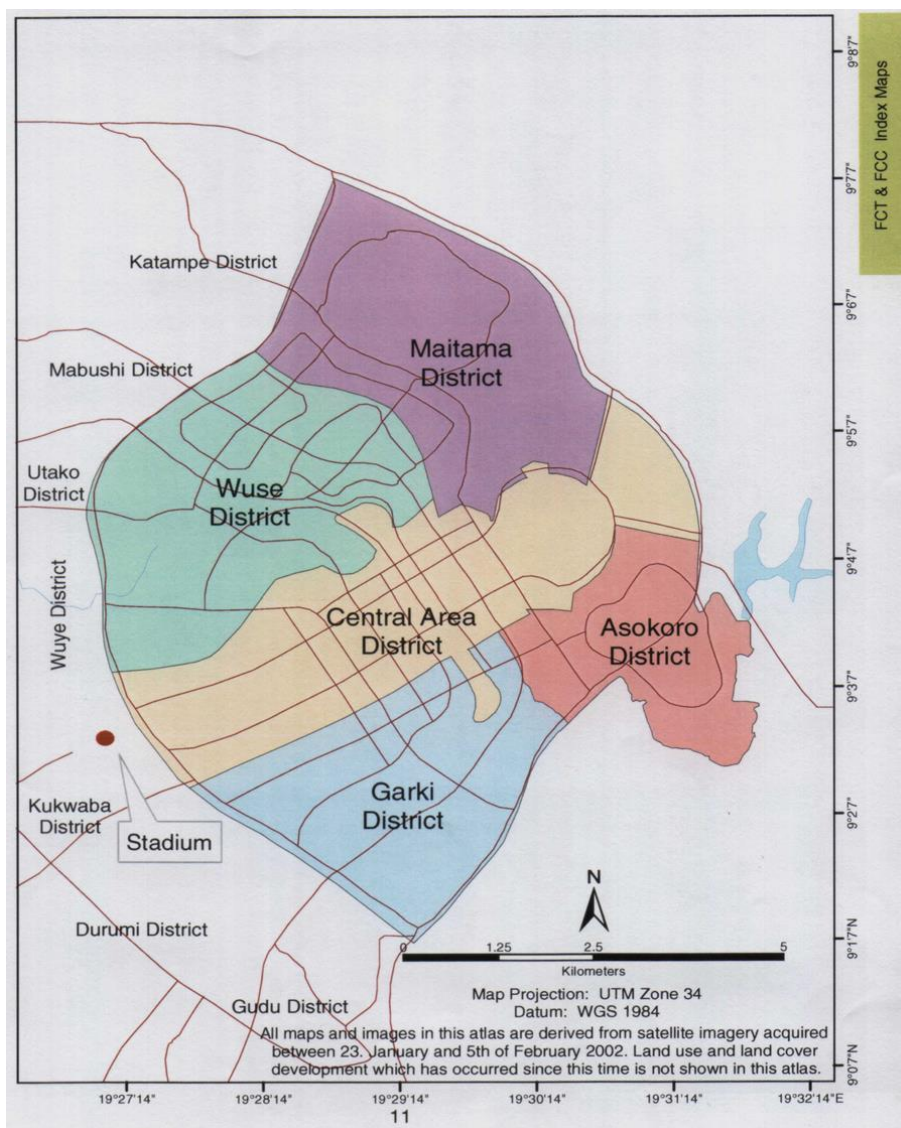 FCT & FCC Index Maps
9°8'7"
9°7'7"
9°6'7"
9°5'7"
9°4'7"
9°3'7"
9°2'7"
9°1'7"N
9°0'7"N
Katampe District
Maitama
District
Mabushi District
Utako
District
Wuse
District
Wuye District
Central Area
District
Asokoro
District
Garki
District
Kukwaba
District
Stadium
Durumi District
Gudu District
N
0 1.25 2.5 5
Kilometers
Map Projection: UTM Zone 34
Datum: WGS 1984
All maps and images in this atlas are derived from satellite imagery acquired
between 23. January and 5th of February 2002. Land use and land cover
development which has occurred since this time is not shown in this atlas.
19°27'14" 19°28'14" 19°29'14" 19°30'14" 19°31'14" 19°32'14"E
11